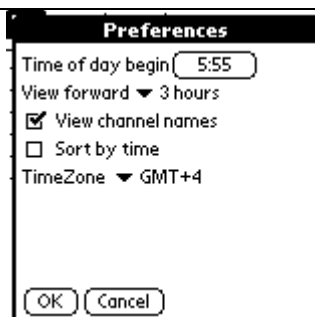 Preferences
Time of day begin 5:55
View forward 3 hours
View channel names
Sort by time
TimeZone GMT+4
OK Cancel